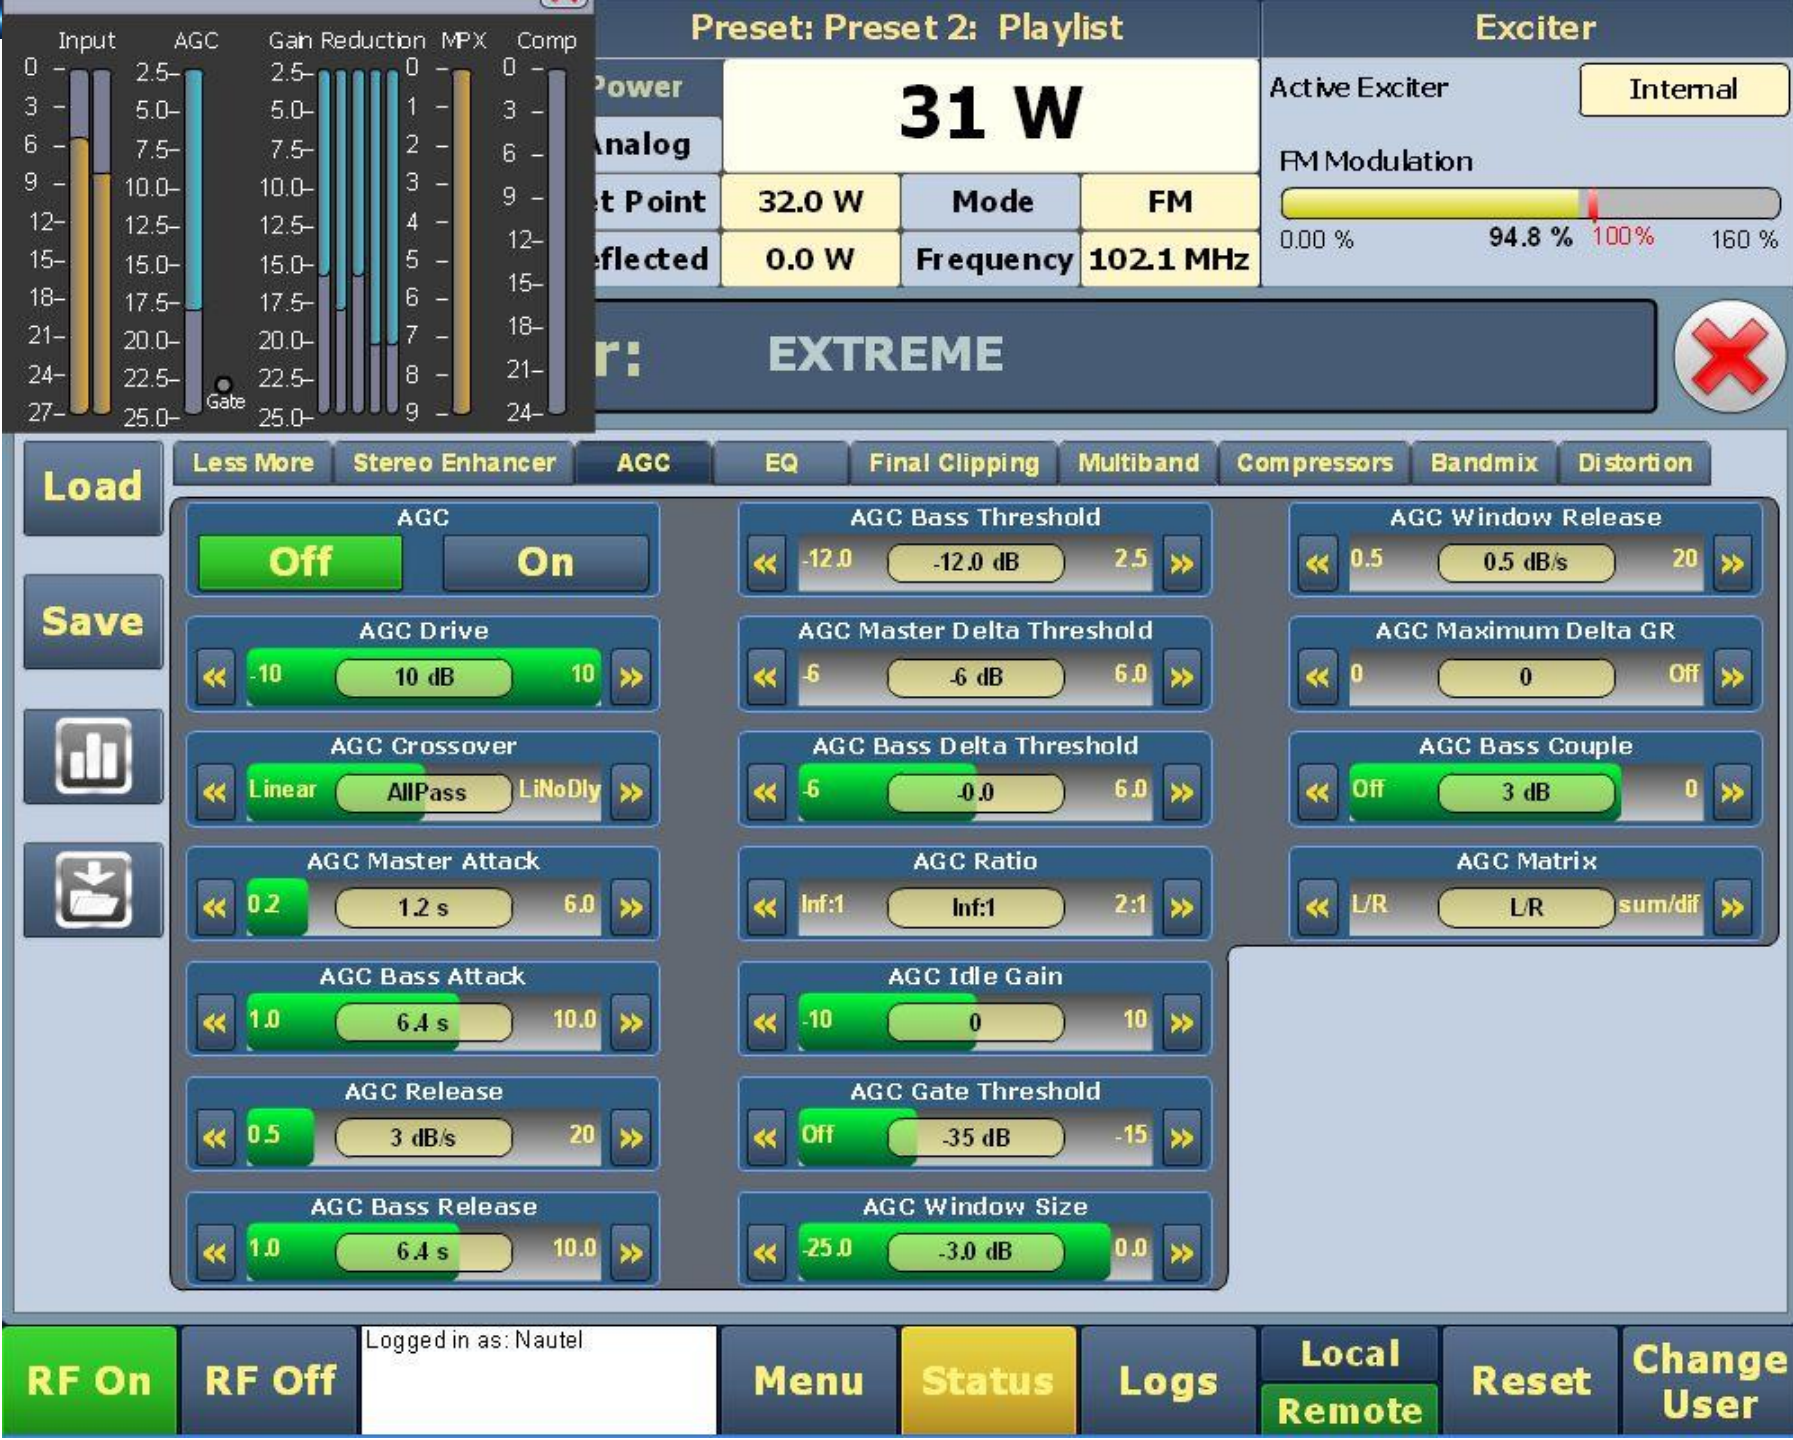 Input AGC Gain Reduction MPX Comp
0 2.5 2.5 0 0
3 5.0 5.0 1 3
6 7.5 7.5 2 6
9 10.0 10.0 3 9
12 12.5 12.5 4 12
15 15.0 15.0 5 15
18 17.5 17.5 6 18
21 20.0 20.0 7 21
24 22.5 22.5 8 24
27 25.0 25.0 9
Gate
Preset: Preset 2: Playlist
Power
31 W
Analog
et Point 32.0 W Mode FM
eflected 0.0 W Frequency 102.1 MHz
Exciter
Active Exciter Internal
FM Modulation
0.00 % 94.8 % 100% 160 %
r: EXTREME
Load
Save
Less More Stereo Enhancer AGC EQ Final Clipping Multiband Compressors Bandmix Distortion
AGC
Off On
AGC Drive
-10 10 dB 10
AGC Crossover
Linear AllPass LiNoDly
AGC Master Attack
0.2 1.2 s 6.0
AGC Bass Attack
1.0 6.4 s 10.0
AGC Release
0.5 3 dB/s 20
AGC Bass Release
1.0 6.4 s 10.0
AGC Bass Threshold
-12.0 -12.0 dB 2.5
AGC Master Delta Threshold
-6 -6 dB 6.0
AGC Bass Delta Threshold
-6 -0.0 6.0
AGC Ratio
Inf:1 Inf:1 2:1
AGC Idle Gain
-10 0 10
AGC Gate Threshold
Off -35 dB -15
AGC Window Size
-25.0 -3.0 dB 0.0
AGC Window Release
0.5 0.5 dB/s 20
AGC Maximum Delta GR
0 0 Off
AGC Bass Couple
Off 3 dB 0
AGC Matrix
L/R L/R sum/dif
RF On RF Off
Logged in as: Nautel
Menu Status Logs
Local
Remote
Reset
Change
User